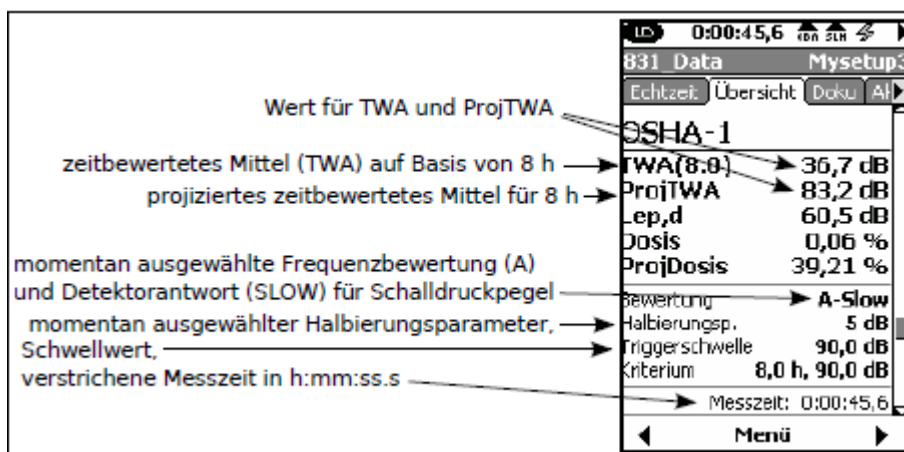 0:00:45,6
831_Data Mysetup3
Echtzeit Übersicht Doku
OSHA-1
Wert für TWA und ProjTWA
zeitbewertetes Mittel (TWA) auf Basis von 8 h
TWA(8.0) 36,7 dB
projiziertes zeitbewertetes Mittel für 8 h
ProjTWA 83,2 dB
Lep,d 60,5 dB
Dosis 0,06 %
ProjDosis 39,21 %
momentan ausgewählte Frequenzbewertung (A)
und Detektorantwort (SLOW) für Schalldruckpegel
Bewertung A-Slow
momentan ausgewählter Halbierungsparameter,
Halbierungsp. 5 dB
Schwellwert,
Triggerschwelle 90,0 dB
Kriterium 8,0 h, 90,0 dB
verstrichene Messzeit in h:mm:ss.s
Messzeit: 0:00:45,6
Menü